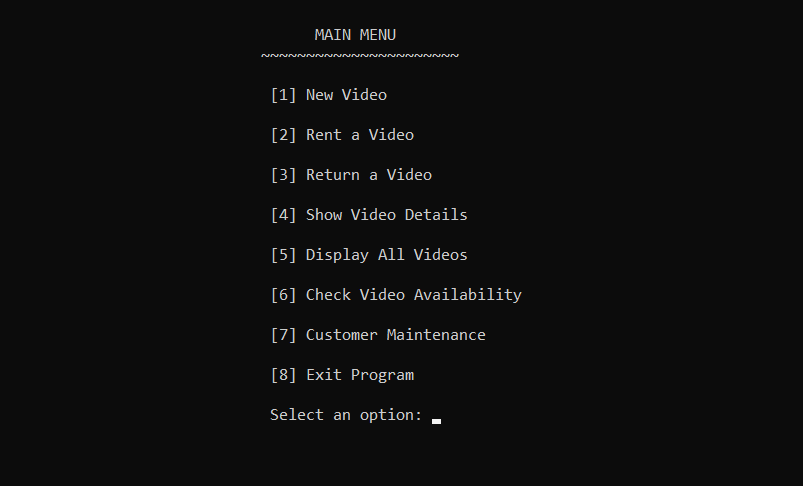 MAIN MENU
~~~~~~~~~~~~~~~~~~~~~~
[1] New Video
[2] Rent a Video
[3] Return a Video
[4] Show Video Details
[5] Display All Videos
[6] Check Video Availability
[7] Customer Maintenance
[8] Exit Program
Select an option: